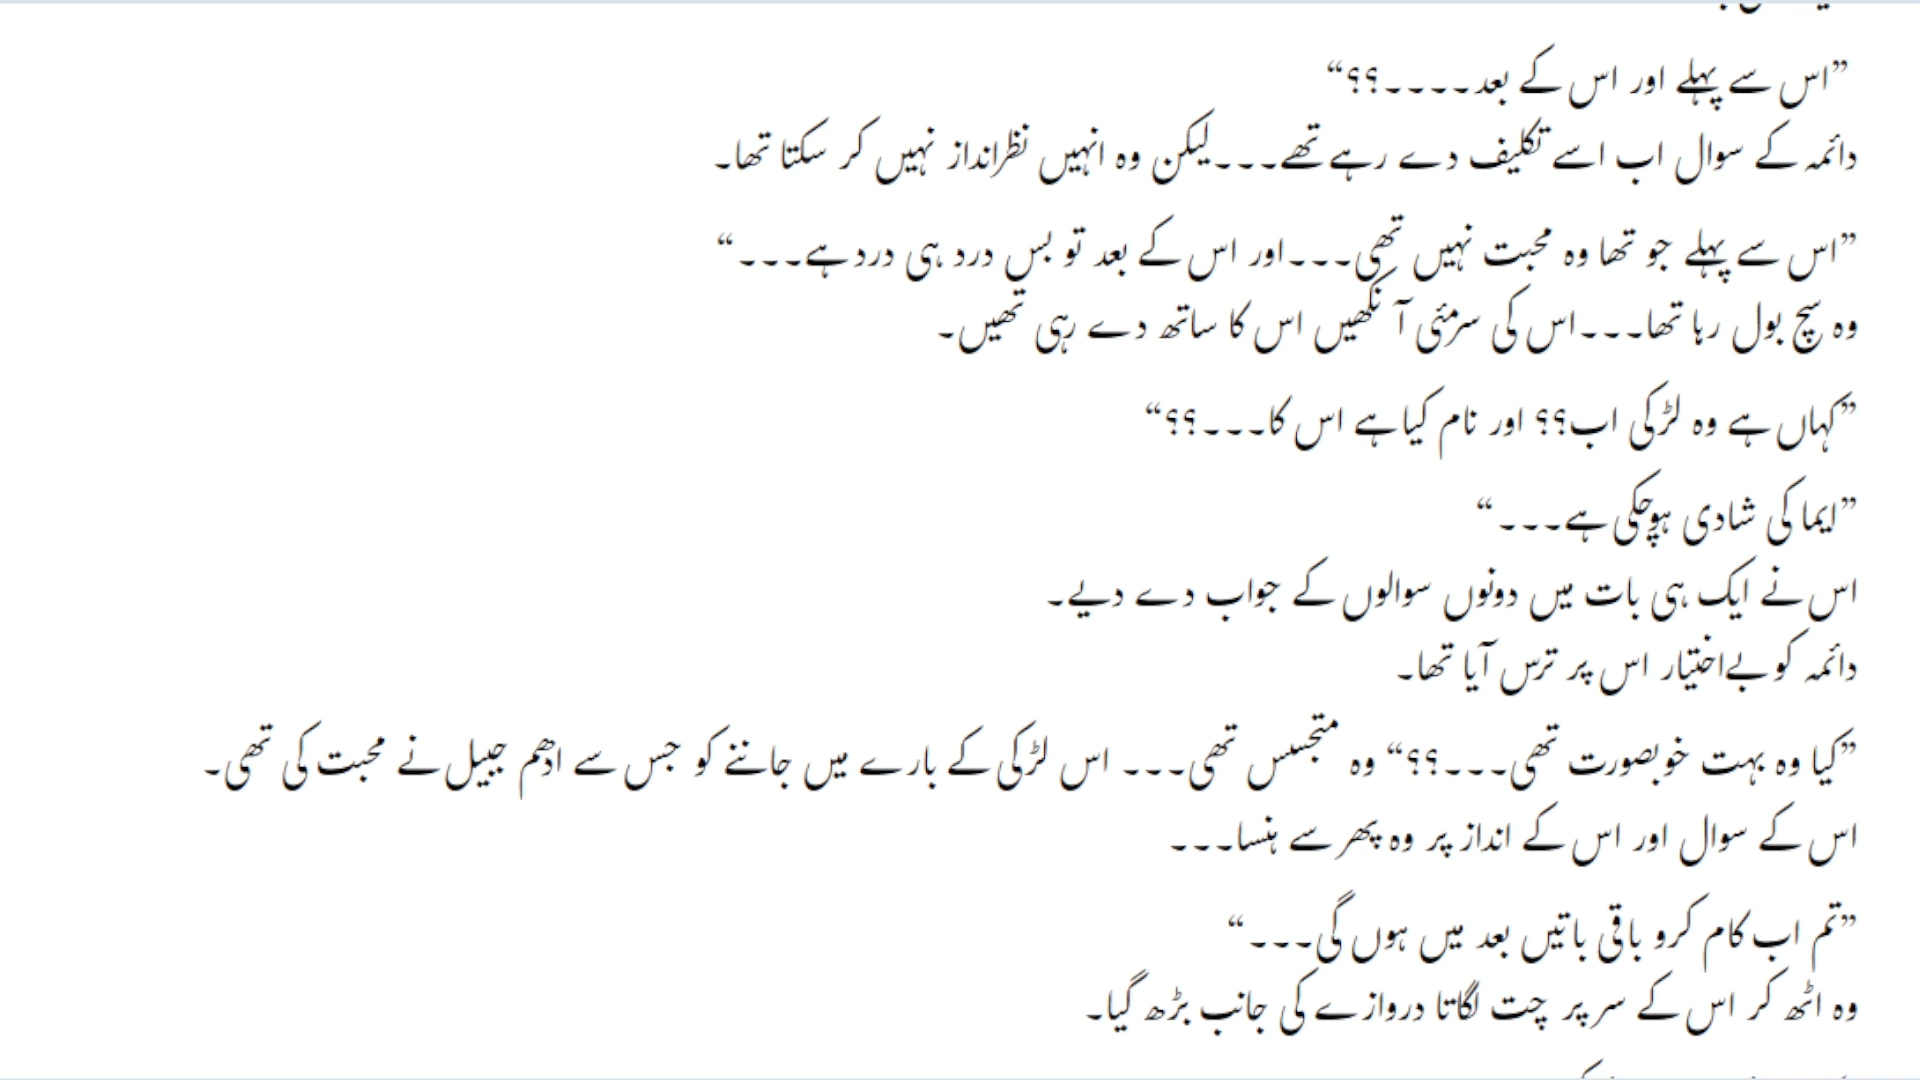 ”اس سے پہلے اور اس کے بعد۔۔۔۔؟؟“
دائمہ کے سوال اب اسے تکلیف دے رہے تھے۔۔۔لیکن وہ انہیں نظرانداز نہیں کر سکتا تھا۔
”اس سے پہلے جو تھا وہ محبت نہیں تھی۔۔۔اور اس کے بعد تو بس درد ہی درد ہے۔۔۔“
وہ سچ بول رہا تھا۔۔۔اس کی سرمئی آنکھیں اس کا ساتھ دے رہی تھیں۔
”کہاں ہے وہ لڑکی اب؟؟ اور نام کیا ہے اس کا۔۔۔؟؟“
”ایما کی شادی ہوچکی ہے۔۔۔“
اس نے ایک ہی بات میں دونوں سوالوں کے جواب دے دیے۔
دائمہ کو بےاختیار اس پر ترس آیا تھا۔
”کیا وہ بہت خوبصورت تھی۔۔۔؟؟“ وہ متجسس تھی۔۔۔ اس لڑکی کے بارے میں جاننے کو جس سے ادھم جبیل نے محبت کی تھی۔
اس کے سوال اور اس کے انداز پر وہ پھر سے ہنسا۔۔۔
”تم اب کام کرو باقی باتیں بعد میں ہوں گی۔۔۔“
وہ اٹھ کر اس کے سر پر چت لگاتا دروازے کی جانب بڑھ گیا۔